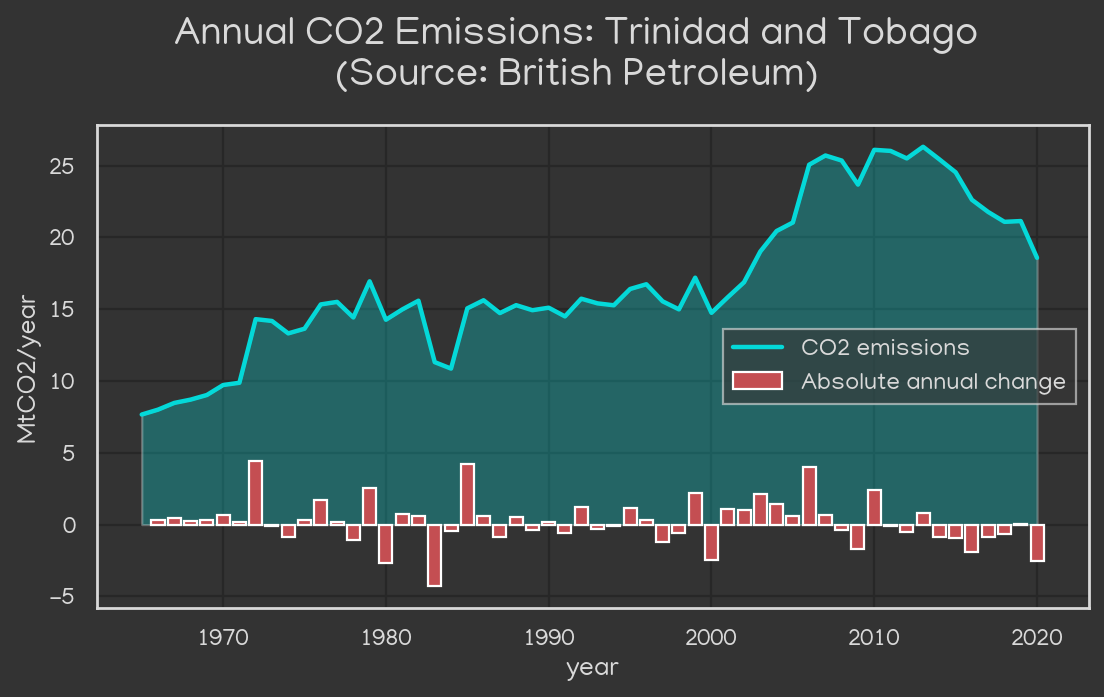 Annual CO2 Emissions: Trinidad and Tobago
(Source: British Petroleum)
MtCO2/year
25
20
15
10
5
0
−5
CO2 emissions
Absolute annual change
1970 1980 1990 2000 2010 2020
year